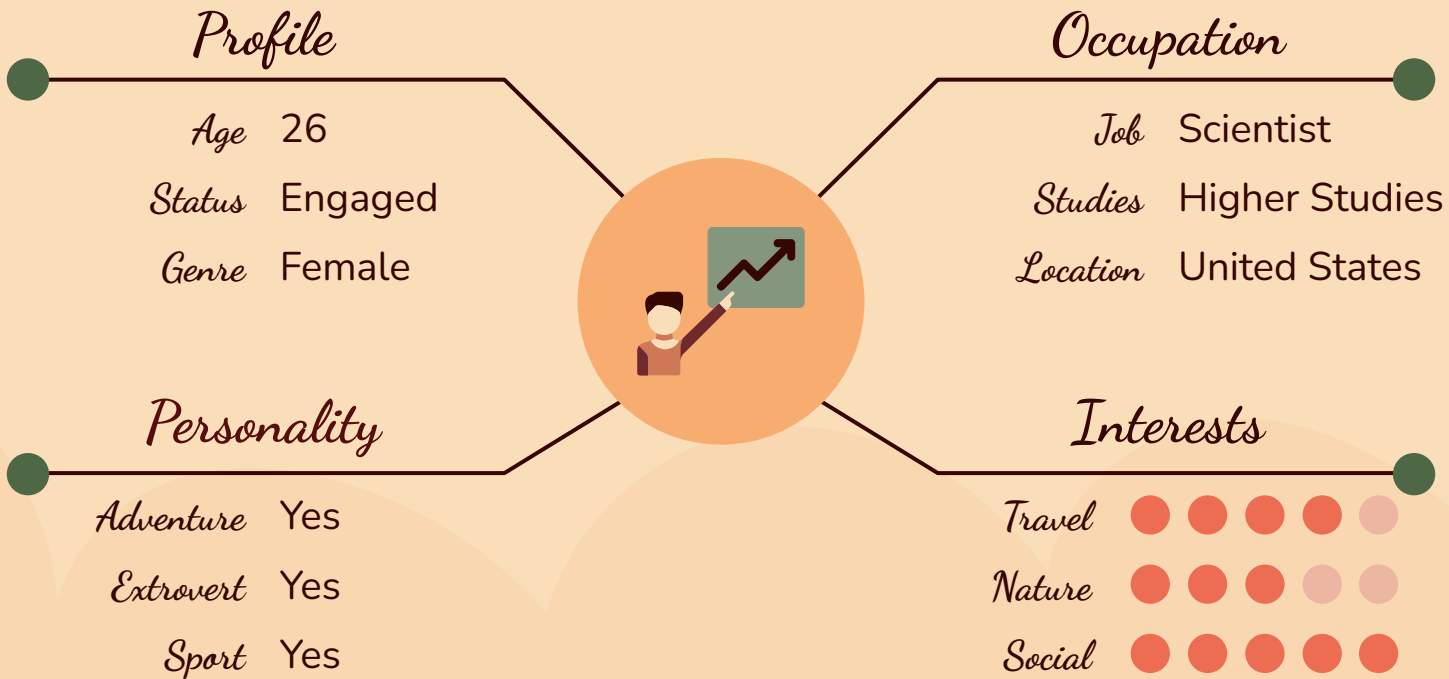 Profile
Age 26
Status Engaged
Genre Female
Occupation
Job Scientist
Studies Higher Studies
Location United States
Personality
Adventure Yes
Extrovert Yes
Sport Yes
Interests
Travel
Nature
Social